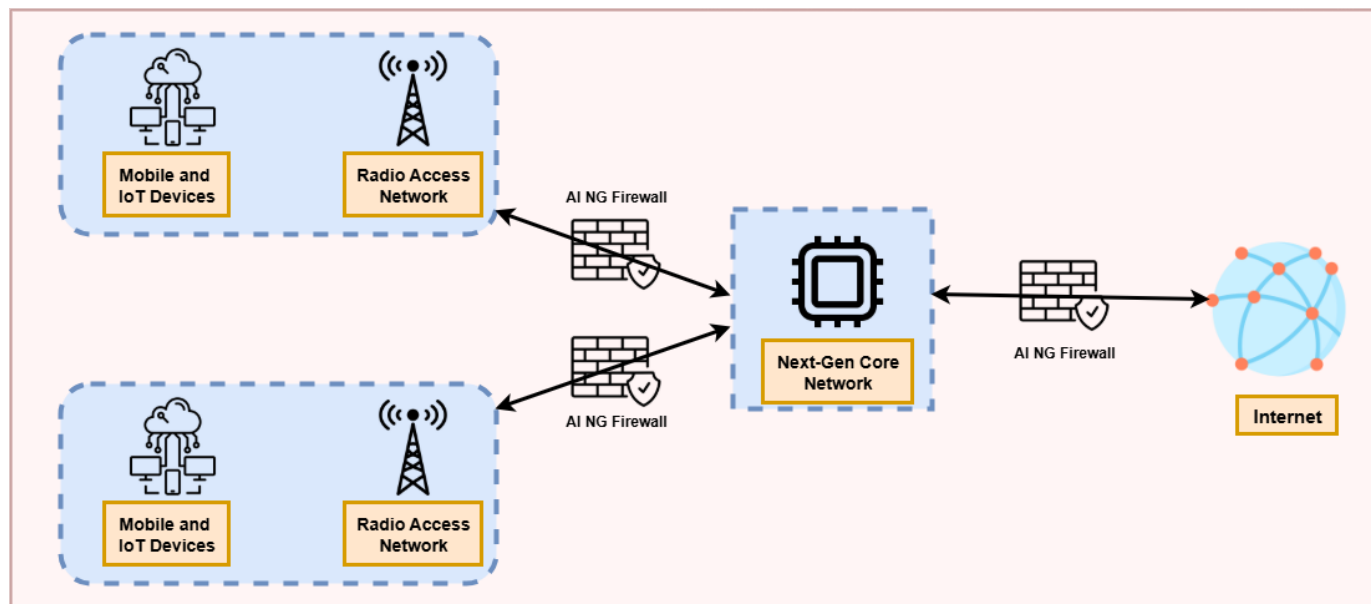 Mobile and
IoT Devices
Radio Access
Network
AI NG Firewall
Next-Gen Core
Network
AI NG Firewall
Internet
AI NG Firewall
Mobile and
IoT Devices
Radio Access
Network